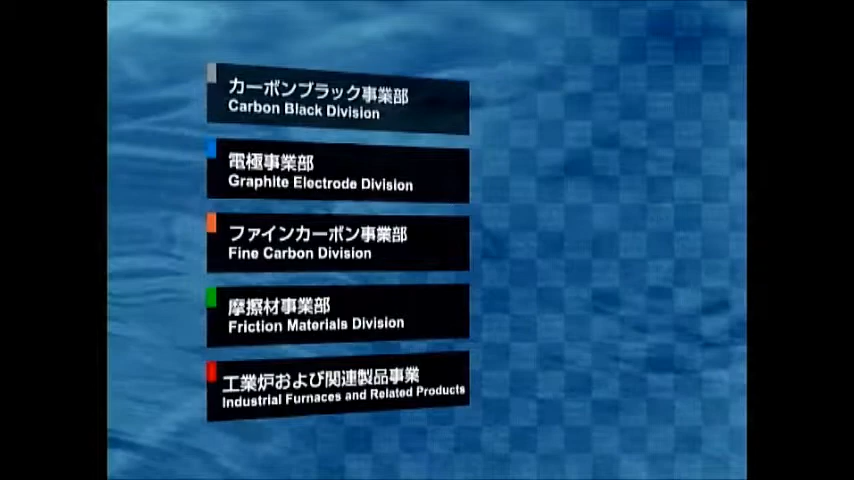 カーボンブラック事業部
Carbon Black Division
電極事業部
Graphite Electrode Division
ファインカーボン事業部
Fine Carbon Division
摩擦材事業部
Friction Materials Division
工業炉および関連製品事業
Industrial Furnaces and Related Products